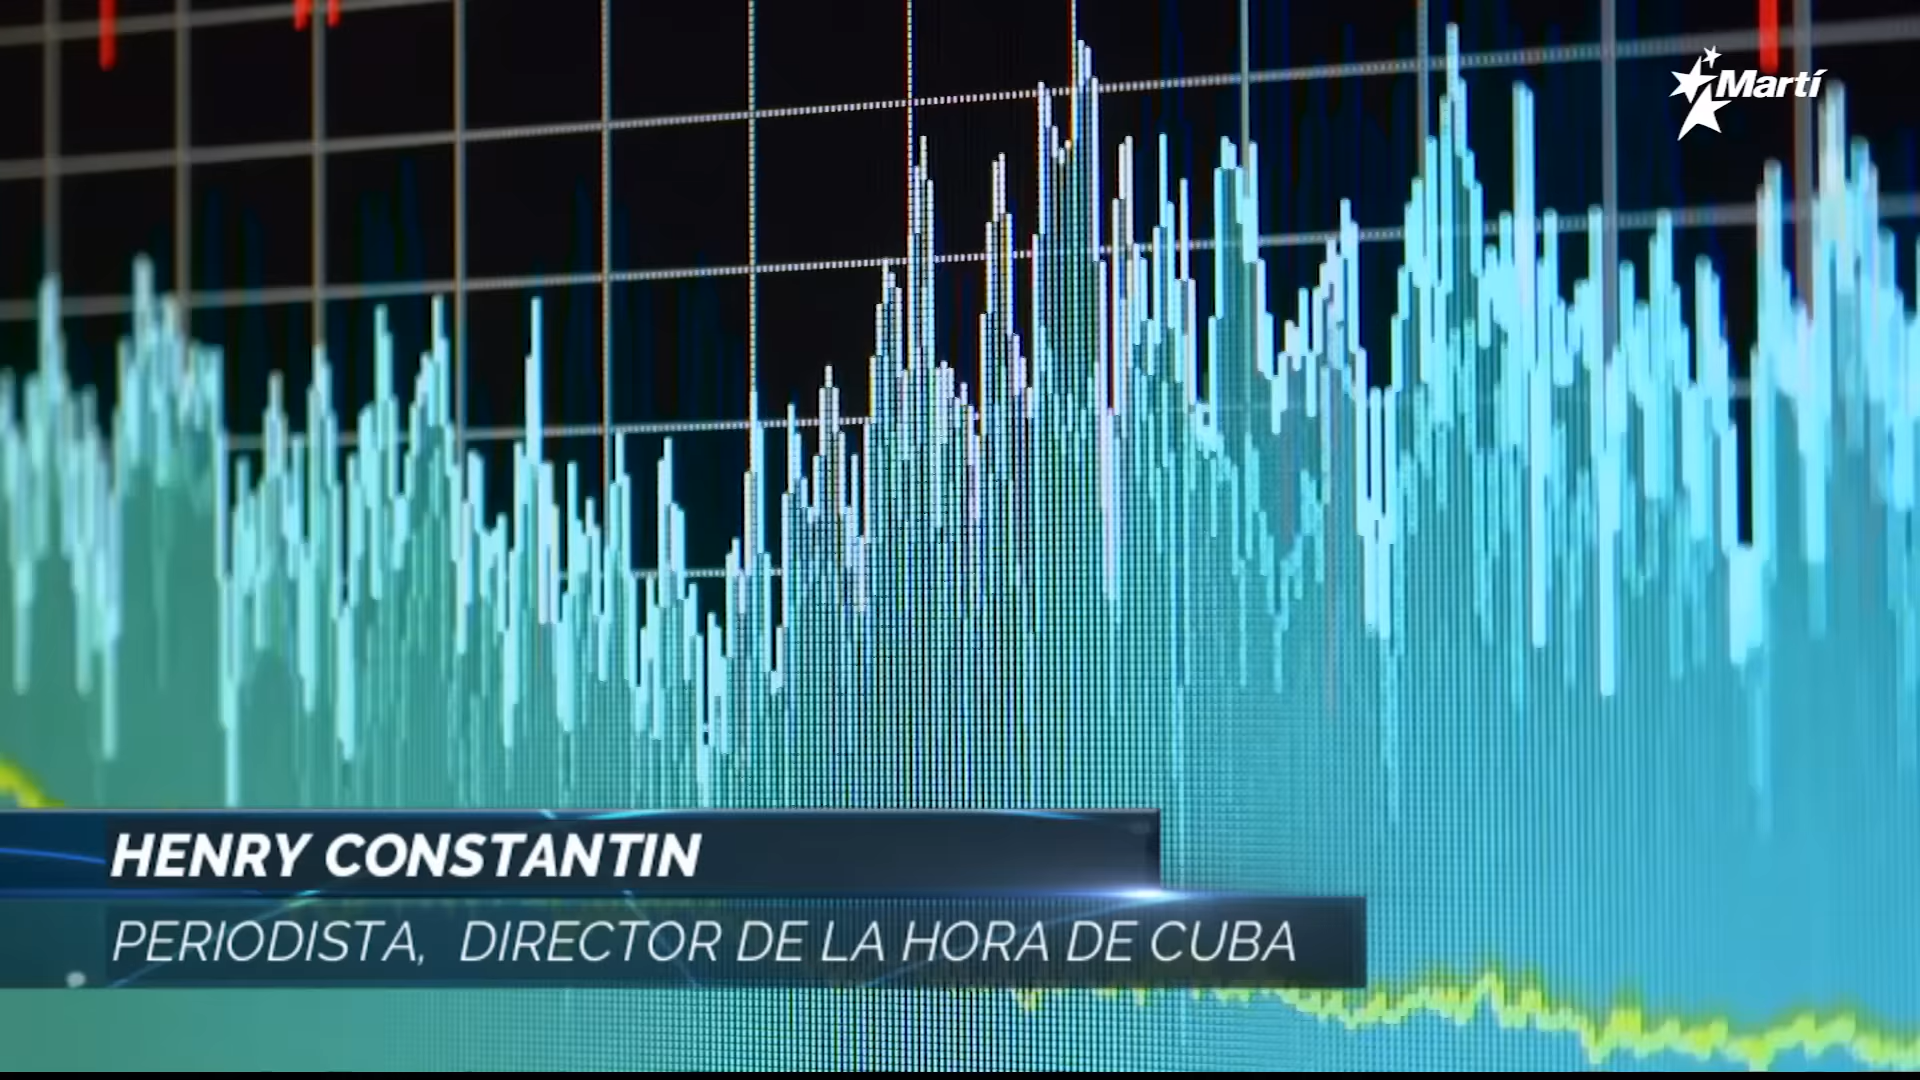 Martí
HENRY CONSTANTIN
PERIODISTA, DIRECTOR DE LA HORA DE CUBA